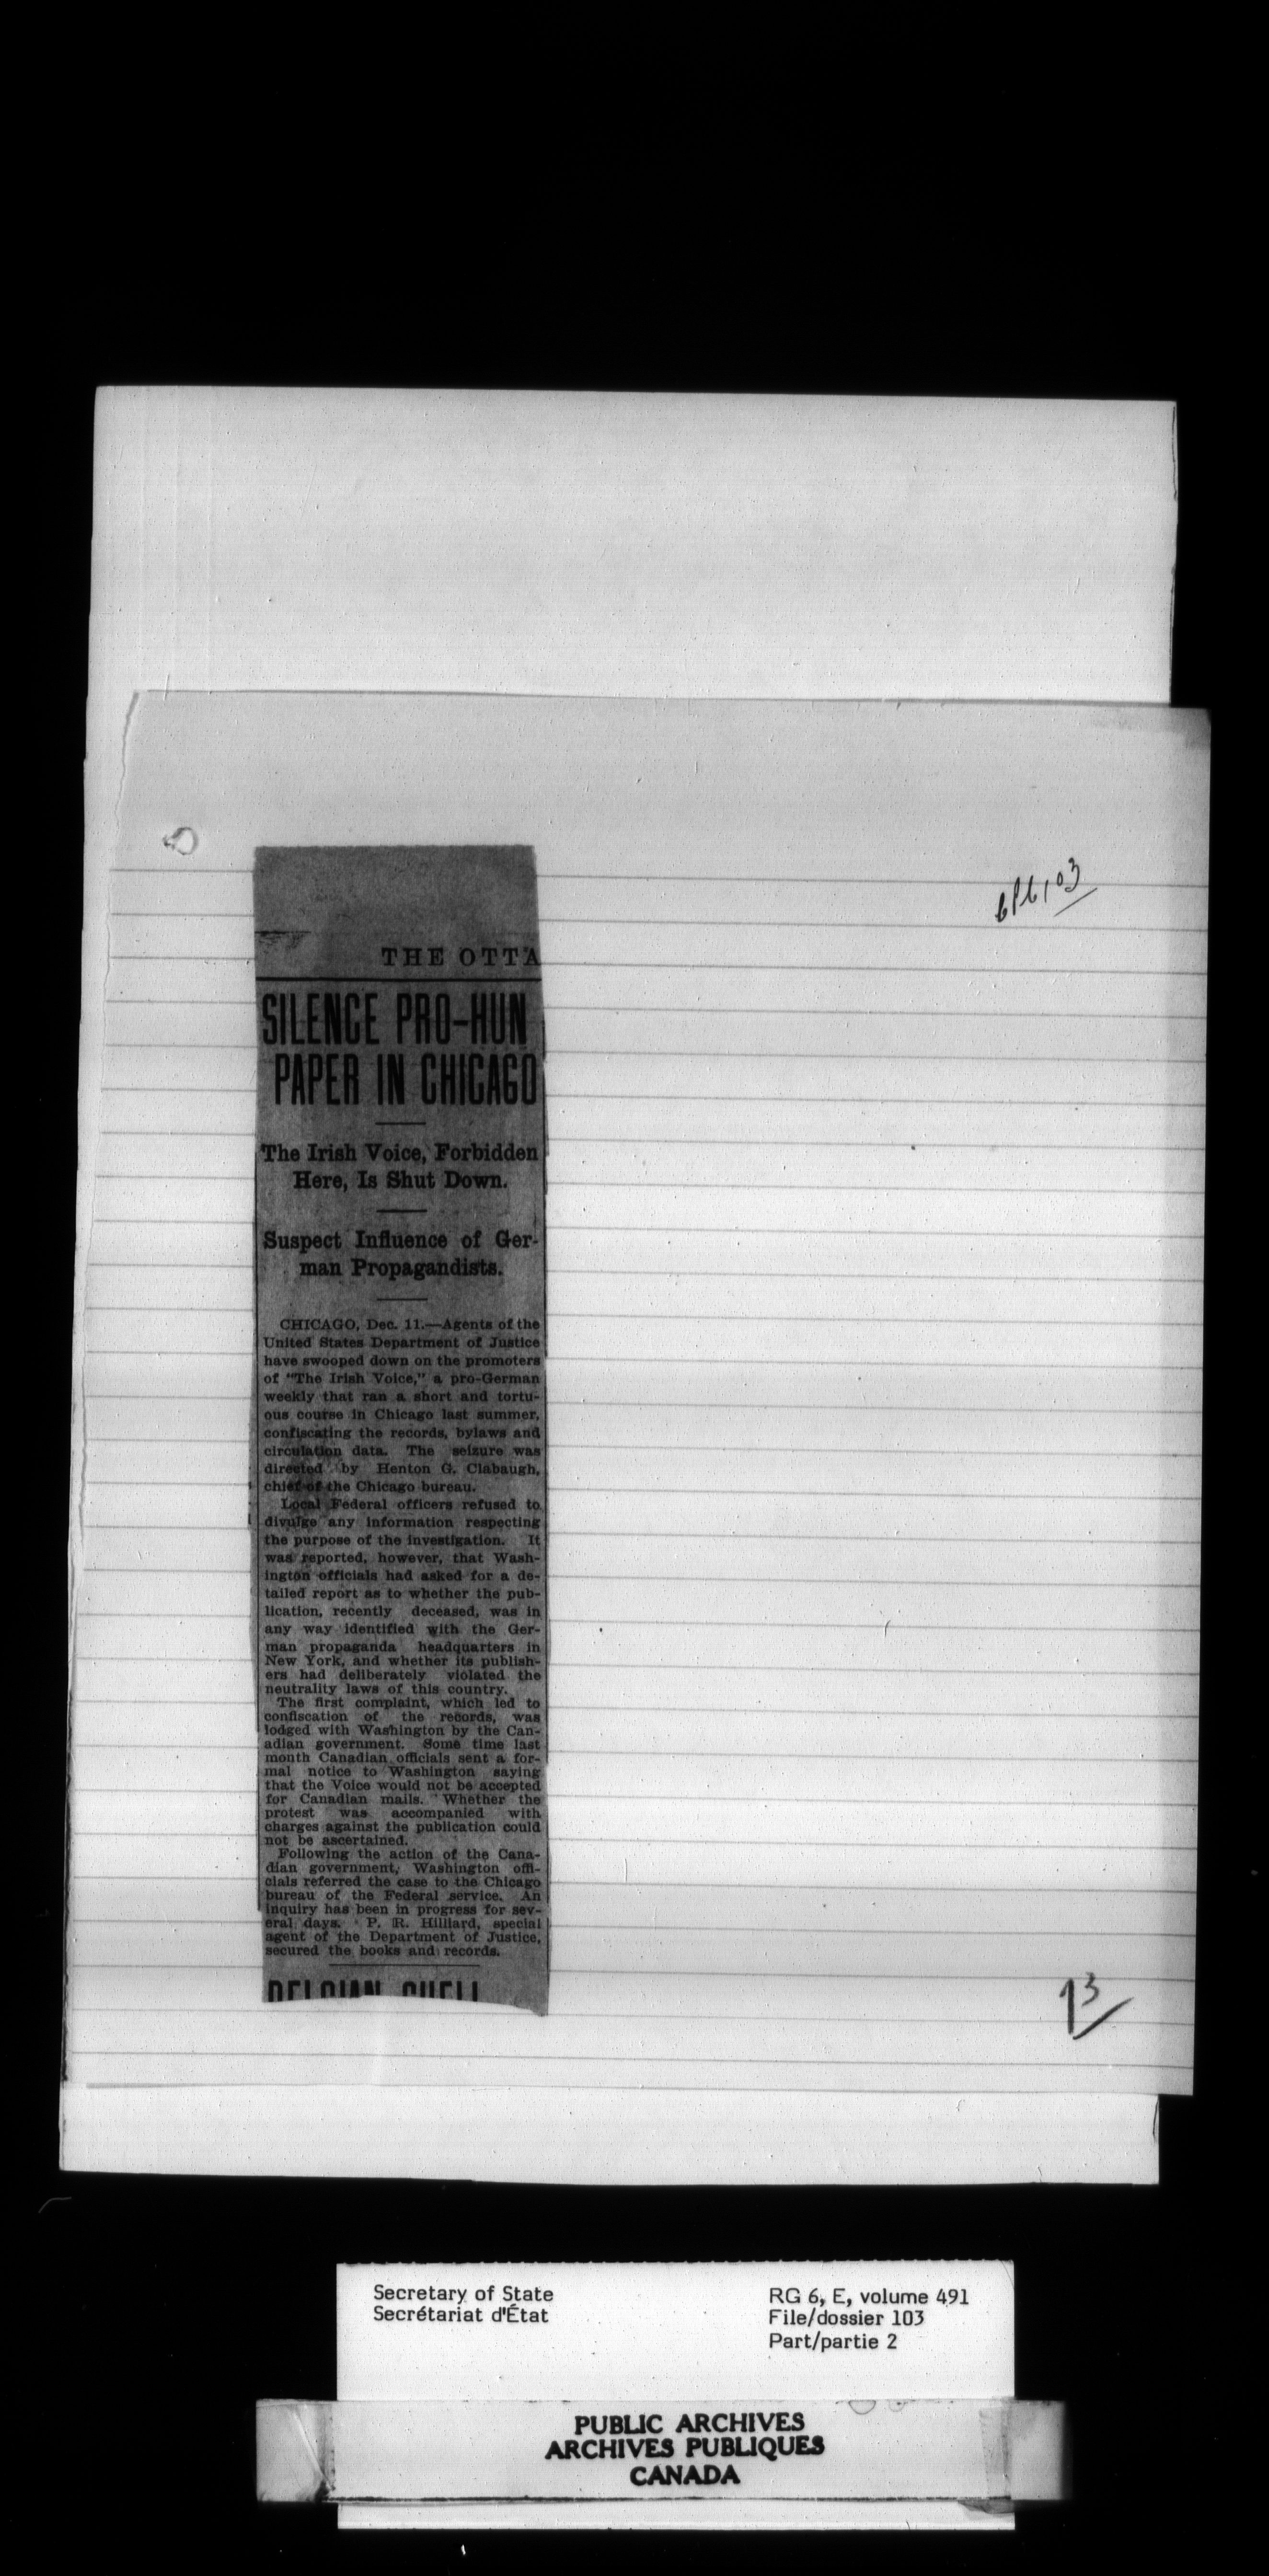 THE OTTA
SILENCE PRO-HUN
PAPER IN CHICAGO
The Irish Voice, Forbidden
Here, Is Shut Down.
Suspect Influence of Ger-
man Propagandists.
CHICAGO, Dec. 11.—Agents of the
United States Department of Justice
have swooped down on the promoters
of "The Irish Voice," a pro-German
weekly that ran a short and tortu-
ous course in Chicago last summer,
confiscating the records, bylaws and
circulation data. The seizure was
directed by Henton G. Clabaugh,
chief of the Chicago bureau.
Local Federal officers refused to
divulge any information respecting
the purpose of the investigation. It
was reported, however, that Wash-
ington officials had asked for a de-
tailed report as to whether the pub-
lication, recently deceased, was in
any way identified with the Ger-
man propaganda headquarters in
New York, and whether its publish-
ers had deliberately violated the
neutrality laws of this country.
The first complaint, which led to
confiscation of the records, was
lodged with Washington by the Can-
adian government. Some time last
month Canadian officials sent a for-
mal notice to Washington saying
that the Voice would not be accepted
for Canadian mails. Whether the
protest was accompanied with
charges against the publication could
not be ascertained.
Following the action of the Cana-
dian government, Washington offi-
cials referred the case to the Chicago
bureau of the Federal service. An
inquiry has been in progress for sev-
eral days. P. R. Hilliard, special
agent of the Department of Justice,
secured the books and records.
13
Secretary of State
Secrétariat d'État
RG 6, E, volume 491
File/dossier 103
Part/partie 2
PUBLIC ARCHIVES
ARCHIVES PUBLIQUES
CANADA